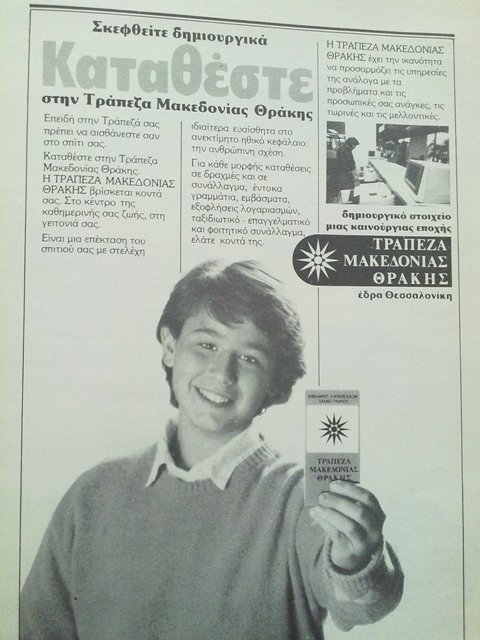 Σκεφθείτε δημιουργικά
Καταθέστε
στην Τράπεζα Μακεδονίας Θράκης
Επειδή στην Τράπεζά σας
πρέπει να αισθάνεστε σαν
στο σπίτι σας.
Καταθέστε στην Τράπεζα
Μακεδονίας Θράκης.
Η ΤΡΑΠΕΖΑ ΜΑΚΕΔΟΝΙΑΣ
ΘΡΑΚΗΣ βρίσκεται κοντά
σας. Στο κέντρο της
καθημερινής σας ζωής, στη
γειτονιά σας.
Είναι μια επέκταση του
σπιτιού σας με στελέχη
ιδιαίτερα ευαίσθητα στο
ανεκτίμητο ηθικό κεφάλαιο:
την ανθρώπινη σχέση.
Για κάθε μορφής καταθέσεις
σε δραχμές και σε
συνάλλαγμα, έντοκα
γραμμάτια, εμβάσματα,
εξοφλήσεις λογαριασμών,
ταξιδιωτικό - επαγγελματικό
και φοιτητικό συνάλλαγμα,
ελάτε κοντά της.
Η ΤΡΑΠΕΖΑ ΜΑΚΕΔΟΝΙΑΣ
ΘΡΑΚΗΣ έχει την ικανότητα
να προσαρμόζει τις υπηρεσίες
της ανάλογα με τα
προβλήματα και τις
προσωπικές σας ανάγκες, τις
τωρινές και τις μελλοντικές.
δημιουργικό στοιχείο
μιας καινούργιας εποχής
ΤΡΑΠΕΖΑ
ΜΑΚΕΔΟΝΙΑΣ
ΘΡΑΚΗΣ
έδρα Θεσσαλονικη
ΤΡΑΠΕΖΑ
ΜΑΚΕΔΟΝΙΑΣ
ΘΡΑΚΗΣ